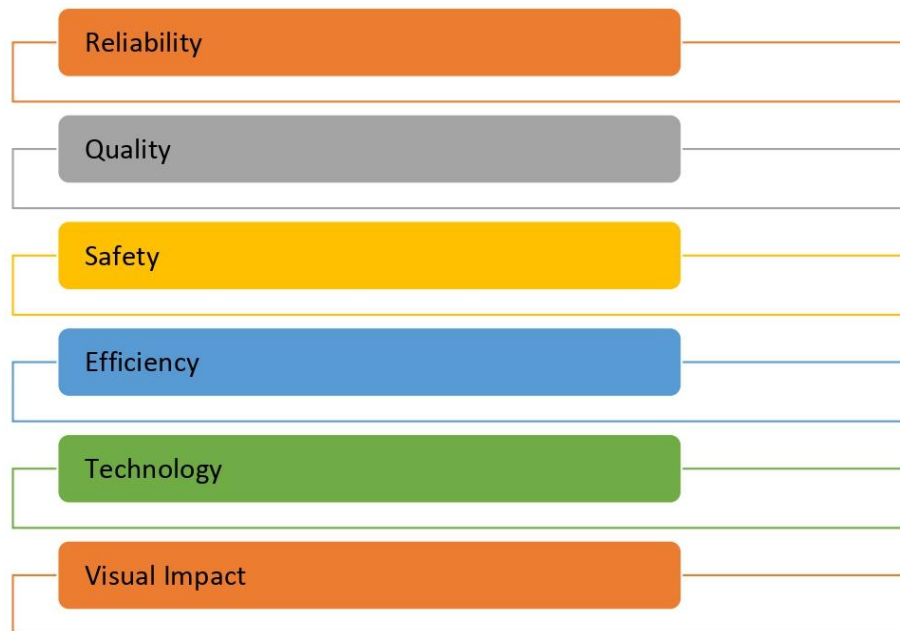 Reliability
Quality
Safety
Efficiency
Technology
Visual Impact